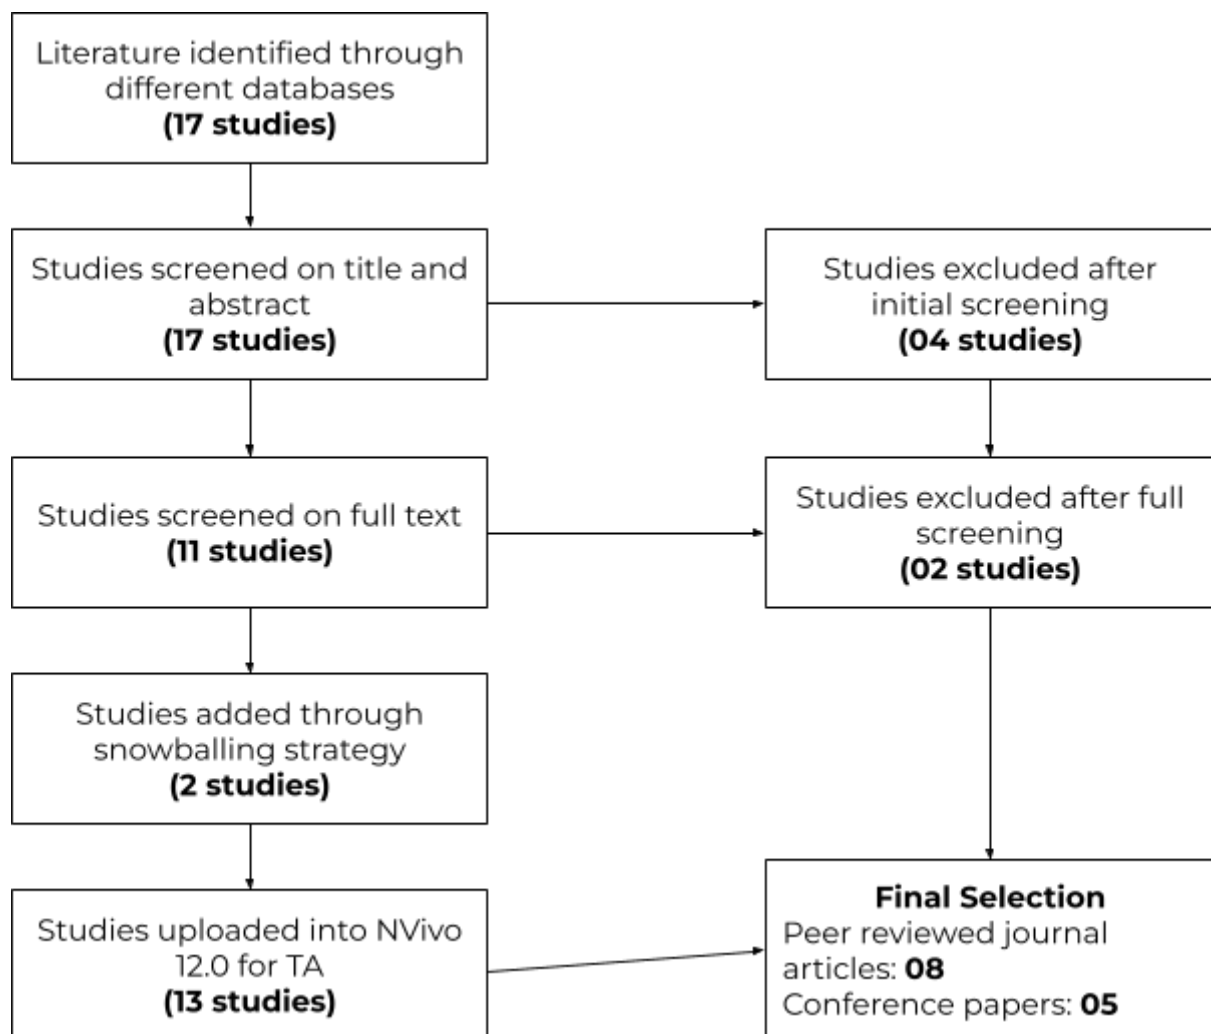 Literature identified through
different databases
(17 studies)
Studies screened on title and
abstract
(17 studies)
Studies excluded after
initial screening
(04 studies)
Studies screened on full text
(11 studies)
Studies excluded after full
screening
(02 studies)
Studies added through
snowballing strategy
(2 studies)
Studies uploaded into NVivo
12.0 for TA
(13 studies)
Final Selection
Peer reviewed journal
articles: 08
Conference papers: 05